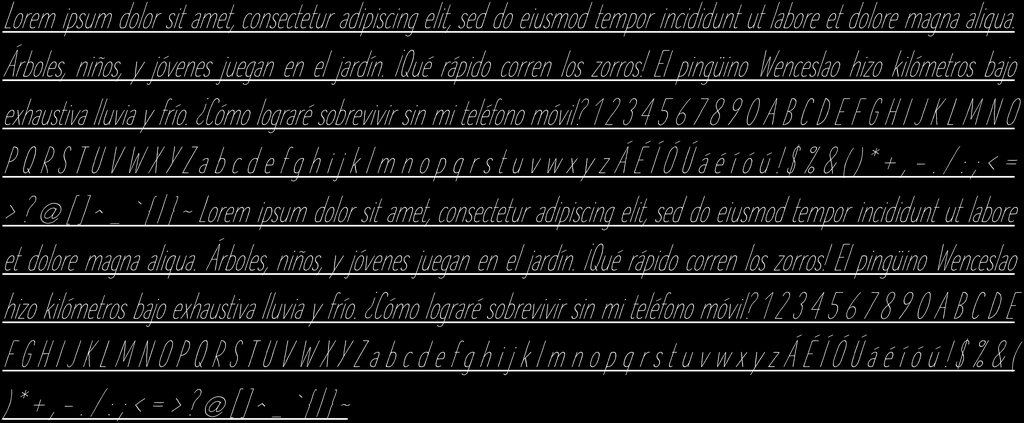 Lorem ipsum dolor sit amet, consectetur adipiscing elit, sed do eiusmod tempor incididunt ut labore et dolore magna aliqua.
Árboles, niños, y jóvenes juegan en el jardín. ¡Qué rápido corren los zorros! El pingüino Wenceslao hizo kilómetros bajo
exhaustiva lluvia y frío. ¿Cómo lograré sobrevivir sin mi teléfono móvil? 1 2 3 4 5 6 7 8 9 0 A B C D E F G H I J K L M N O
P Q R S T U V W X Y Z a b c d e f g h i j k l m n o p q r s t u v w x y z Á É Í Ó Ú á é í ó ú ! $ % & ( ) * + , - . / : ; < =
> ? @ [ ] ^ _ ` { | } ~ Lorem ipsum dolor sit amet, consectetur adipiscing elit, sed do eiusmod tempor incididunt ut labore
et dolore magna aliqua. Árboles, niños, y jóvenes juegan en el jardín. ¡Qué rápido corren los zorros! El pingüino Wenceslao
hizo kilómetros bajo exhaustiva lluvia y frío. ¿Cómo lograré sobrevivir sin mi teléfono móvil? 1 2 3 4 5 6 7 8 9 0 A B C D E
F G H I J K L M N O P Q R S T U V W X Y Z a b c d e f g h i j k l m n o p q r s t u v w x y z Á É Í Ó Ú á é í ó ú ! $ % & (
) * + , - . / : ; < = > ? @ [ ] ^ _ ` { | } ~